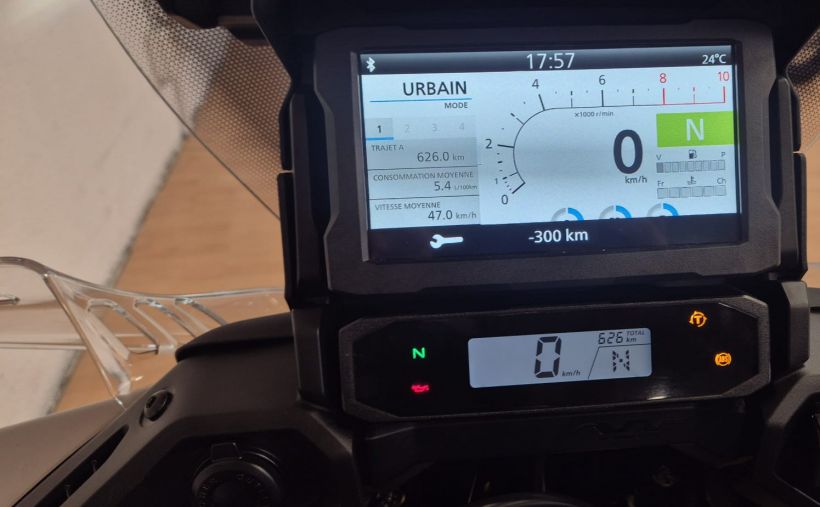 17:57
24°C
URBAIN
MODE
1 2 3 4
TRAJET A
626.0 km
CONSOMMATION MOYENNE
5.4 L/100km
VITESSE MOYENNE
47.0 km/h
0 1 2 4 6 8 10
x1000 r/min
0
km/h
N
V P
Fr Ch
-300 km
N
0 km/h
626 TOTAL km
N
T
ABS